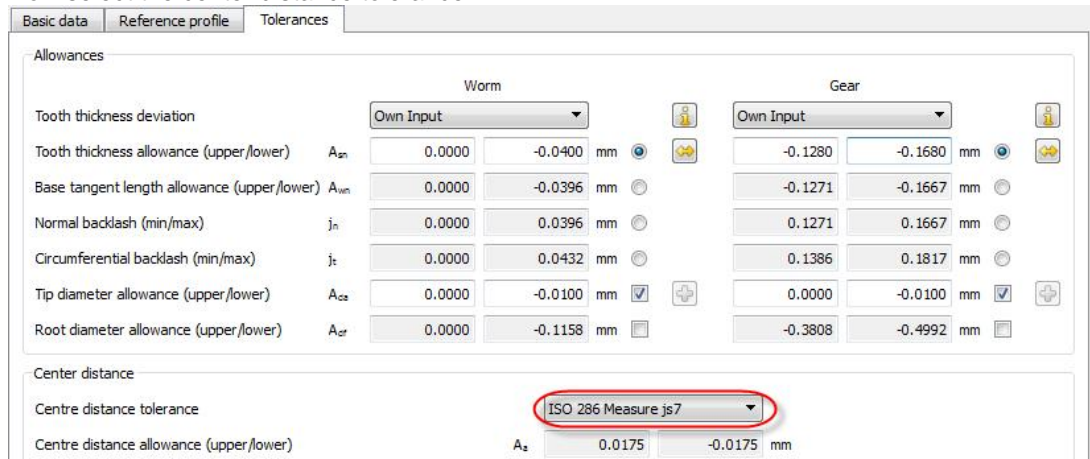 Basic data Reference profile Tolerances
Allowances
Worm Gear
Tooth thickness deviation Own Input Own Input
Tooth thickness allowance (upper/lower) Asn 0.0000 -0.0400 mm -0.1280 -0.1680 mm
Base tangent length allowance (upper/lower) Awn 0.0000 -0.0396 mm -0.1271 -0.1667 mm
Normal backlash (min/max) jn 0.0000 0.0396 mm 0.1271 0.1667 mm
Circumferential backlash (min/max) jt 0.0000 0.0432 mm 0.1386 0.1817 mm
Tip diameter allowance (upper/lower) Ada 0.0000 -0.0100 mm 0.0000 -0.0100 mm
Root diameter allowance (upper/lower) Adf 0.0000 -0.1158 mm -0.3808 -0.4992 mm
Center distance
Centre distance tolerance ISO 286 Measure js7
Centre distance allowance (upper/lower) Aa 0.0175 -0.0175 mm